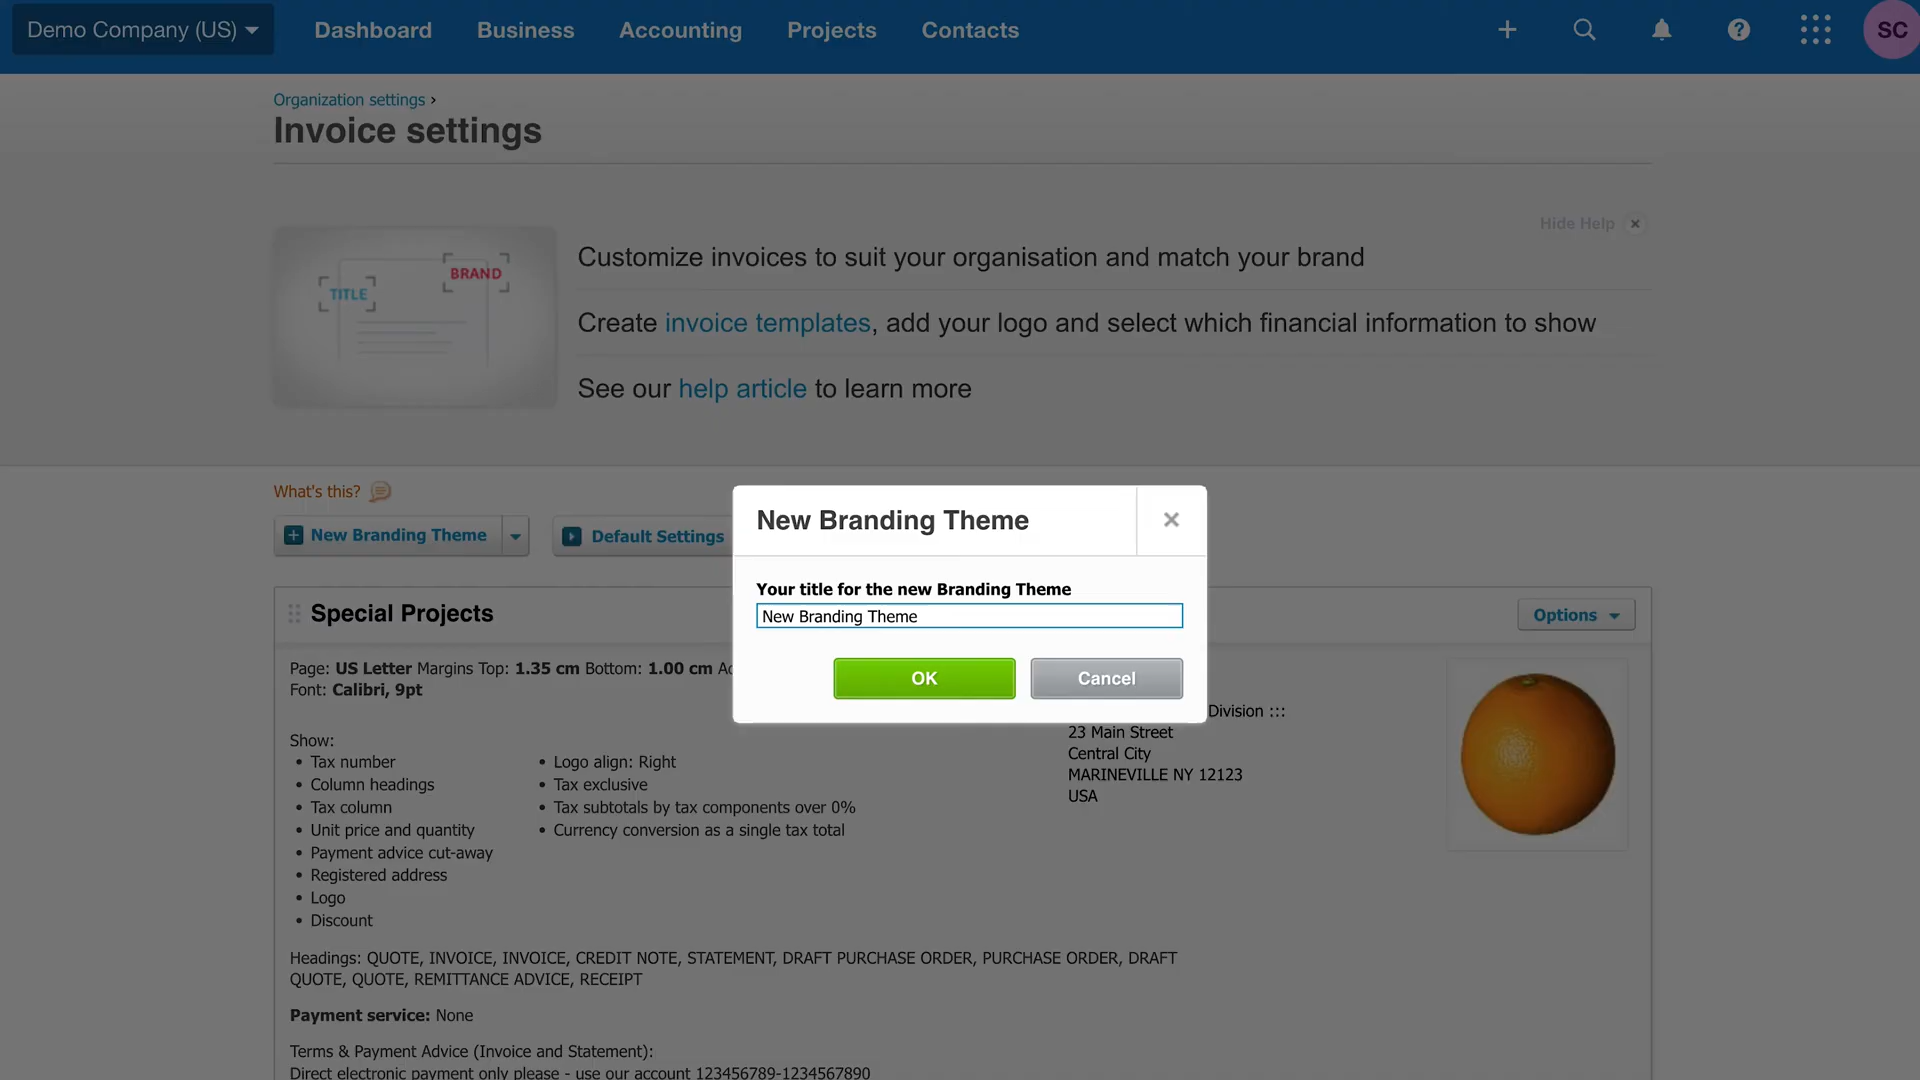 Demo Company (US)
Dashboard
Business
Accounting
Projects
Contacts
SC
Organization settings ›
Invoice settings
Hide Help
TITLE
BRAND
Customize invoices to suit your organisation and match your brand
Create invoice templates, add your logo and select which financial information to show
See our help article to learn more
What's this?
New Branding Theme
Default Settings
New Branding Theme
Your title for the new Branding Theme
New Branding Theme
OK
Cancel
Special Projects
Options
Page: US Letter Margins Top: 1.35 cm Bottom: 1.00 cm
Font: Calibri, 9pt
Show:
• Tax number
• Column headings
• Tax column
• Unit price and quantity
• Payment advice cut-away
• Registered address
• Logo
• Discount
• Logo align: Right
• Tax exclusive
• Tax subtotals by tax components over 0%
• Currency conversion as a single tax total
Division :::
23 Main Street
Central City
MARINEVILLE NY 12123
USA
Headings: QUOTE, INVOICE, INVOICE, CREDIT NOTE, STATEMENT, DRAFT PURCHASE ORDER, PURCHASE ORDER, DRAFT
QUOTE, QUOTE, REMITTANCE ADVICE, RECEIPT
Payment service: None
Terms & Payment Advice (Invoice and Statement):
Direct electronic payment only please - use our account 123456789-1234567890